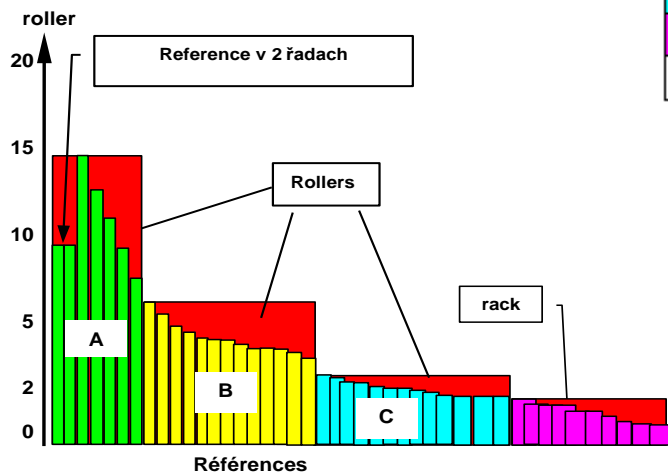 roller
20
Reference v 2 řadach
15
Rollers
10
5
rack
A
B
2
C
0
Références